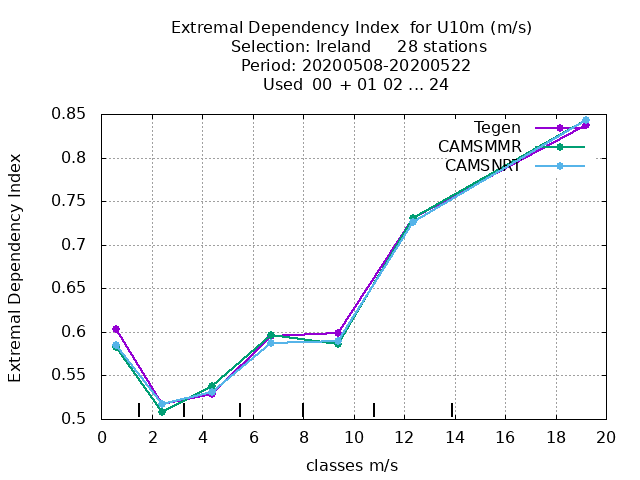 Extremal Dependency Index for U10m (m/s)
Selection: Ireland 28 stations
Period: 20200508-20200522
Used 00 + 01 02 ... 24
Extremal Dependency Index
0.85
0.8
0.75
0.7
0.65
0.6
0.55
0.5
Tegen
CAMSMMR
CAMSNRT
0 2 4 6 8 10 12 14 16 18 20
classes m/s